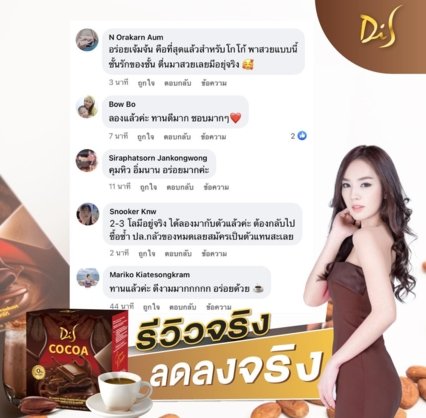 DiS
N Orakarn Aum
อร่อยเจ้มจ้น คือที่สุดแล้วสำหรับโกโก้ พาสวยแบบนี้
ขั้นรักของชั้น ตื่นมาสวยเลยมีอยู่จริง 🥰
3 นาที ถูกใจ ตอบกลับ ข้อความ
Bow Bo
ลองแล้วค่ะ ทานดีมาก ชอบมากๆ❤️
7 นาที ถูกใจ ตอบกลับ ข้อความ 2
Siraphatsorn Jankongwong
คุมหิว อิ่มนาน อร่อยมากค่ะ
11 นาที ถูกใจ ตอบกลับ ข้อความ
Snooker Knw
2-3 โลมีอยู่จริง ได้ลองมากับตัวแล้วค่ะ ต้องกลับไป
ซื้อซ้ำ ปล.กลัวของหมดเลยสมัครเป็นตัวแทนสะเลย
2 นาที ถูกใจ ตอบกลับ ข้อความ
Mariko Kiatesongkram
ทานแล้วค่ะ ดีงามมากกกกก อร่อยด้วย ☕
44 นาที ถูกใจ ตอบกลับ ข้อความ
DiS
COCOA
รีวิวจริง
ลดลงจริง